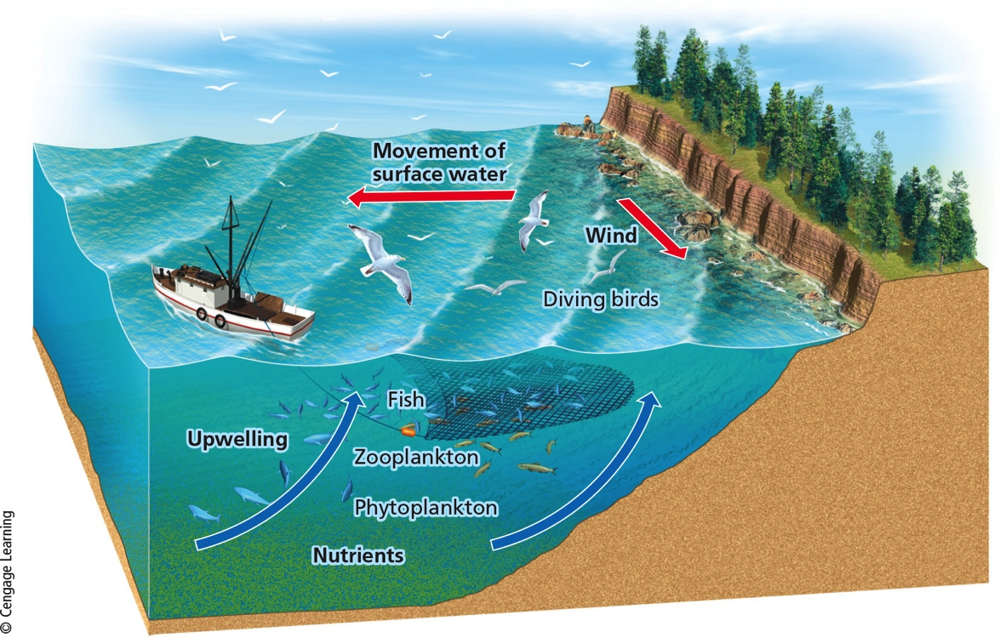 Movement of
surface water
Wind
Diving birds
Fish
Upwelling
Zooplankton
Phytoplankton
Nutrients
© Cengage Learning